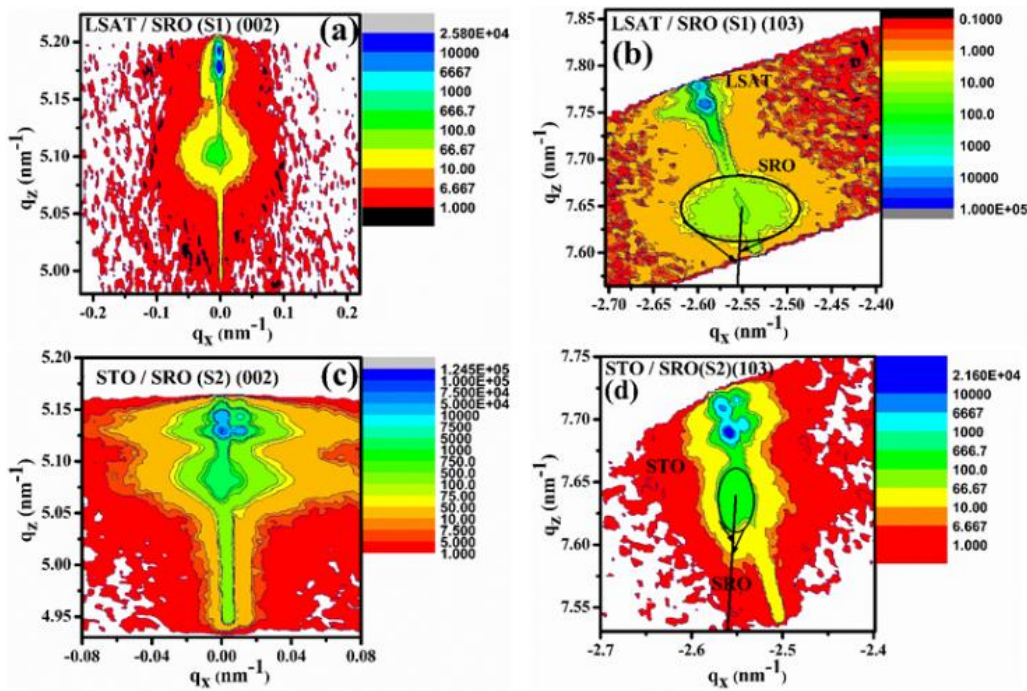 LSAT / SRO (S1) (002)
(a)
5.20
5.15
5.10
5.05
5.00
qz (nm-1)
-0.2
-0.1
0.0
0.1
0.2
qx (nm-1)
2.580E+04
10000
6667
1000
666.7
100.0
66.67
10.00
6.667
1.000
LSAT / SRO (S1) (103)
(b)
LSAT
SRO
7.85
7.80
7.75
7.70
7.65
7.60
qz (nm-1)
-2.70
-2.65
-2.60
-2.55
-2.50
-2.45
-2.40
qx (nm-1)
0.1000
1.000
10.00
100.0
1000
10000
1.000E+05
STO / SRO (S2) (002)
(c)
5.20
5.15
5.10
5.05
5.00
4.95
qz (nm-1)
-0.08
-0.04
0.00
0.04
0.08
qx (nm-1)
1.245E+05
1.000E+05
7.500E+04
5.000E+04
10000
7500
5000
1000
750.0
500.0
100.0
75.00
50.00
10.00
7.500
5.000
1.000
STO / SRO(S2)(103)
(d)
STO
SRO
7.75
7.70
7.65
7.60
7.55
qz (nm-1)
-2.7
-2.6
-2.5
-2.4
qx (nm-1)
2.160E+04
10000
6667
1000
666.7
100.0
66.67
10.00
6.667
1.000